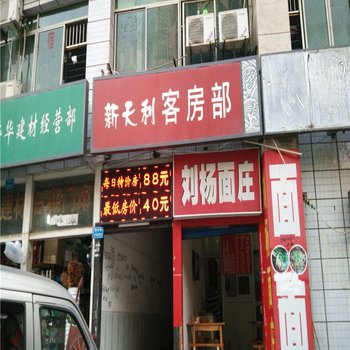 华建材经营部
新天利客房部
每日特价房88元
最低房价40元
刘杨面庄
面面